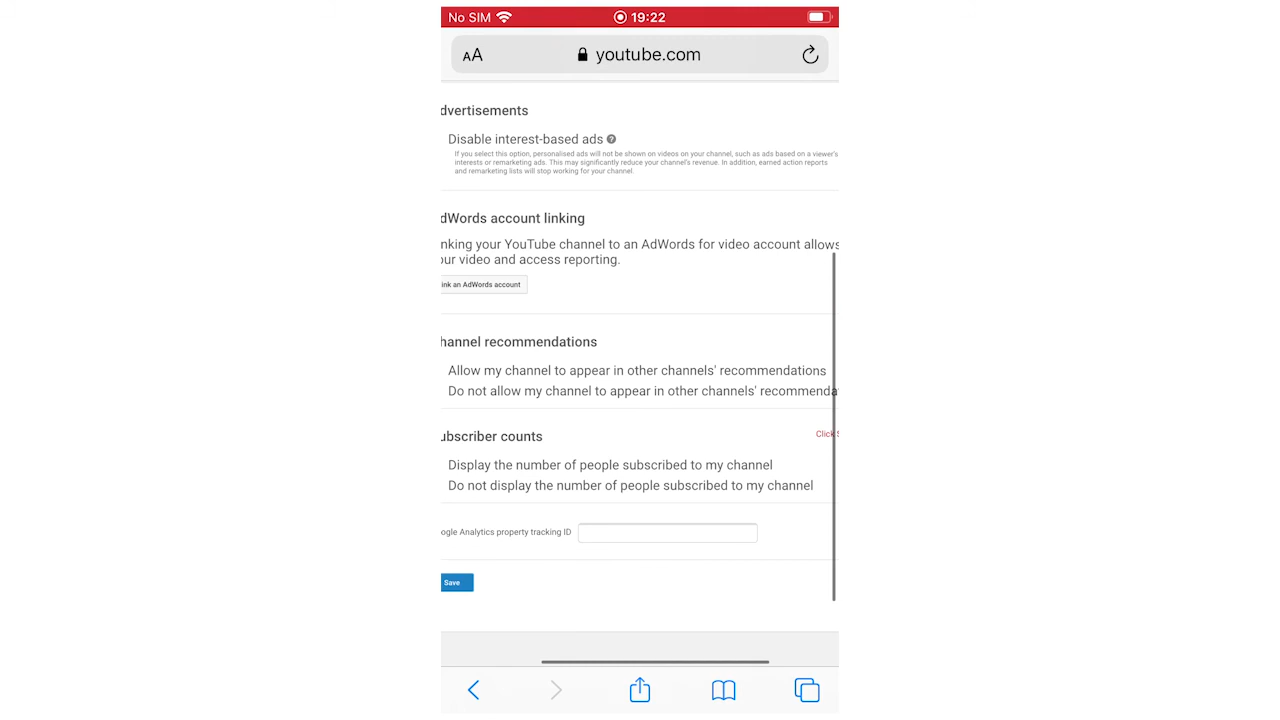 No SIM 19:22
AA youtube.com
dvertisements
Disable interest-based ads ?
If you select this option, personalised ads will not be shown on videos on your channel, such as ads based on a viewer's
interests or remarketing ads. This may significantly reduce your channel's revenue. In addition, earned action reports
and remarketing lists will stop working for your channel.
dWords account linking
nking your YouTube channel to an AdWords for video account allows
our video and access reporting.
ink an AdWords account
hannel recommendations
Allow my channel to appear in other channels' recommendations
Do not allow my channel to appear in other channels' recommenda
ubscriber counts
Click S
Display the number of people subscribed to my channel
Do not display the number of people subscribed to my channel
ogle Analytics property tracking ID
Save